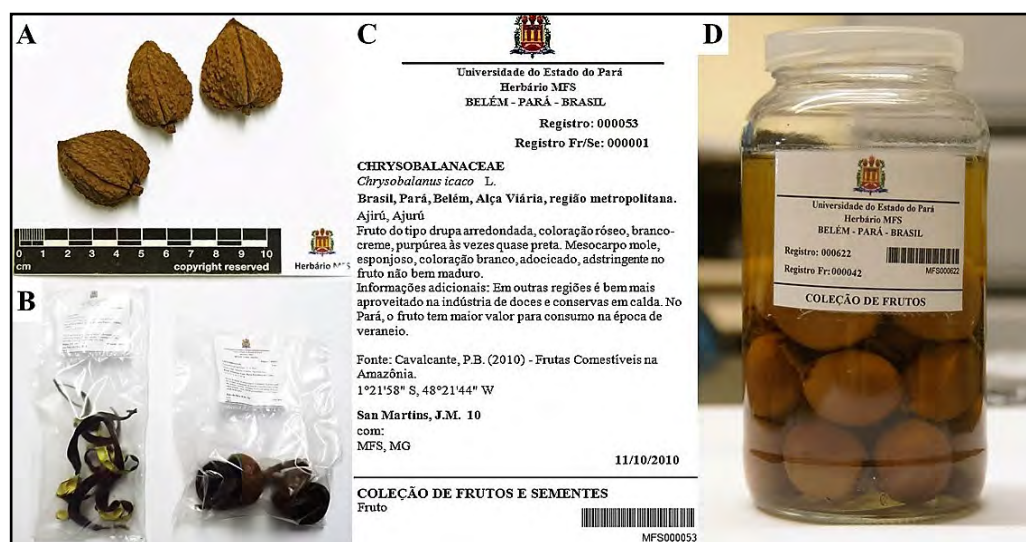 A
0 1 2 3 4 5 6 7 8 9 10
cm
copyright reserved
Herbário MFS
B
C
Universidade do Estado do Pará
Herbário MFS
BELÉM - PARÁ - BRASIL
Registro: 000053
Registro Fr/Se: 000001
CHRYSOBALANACEAE
Chrysobalanus icaco L.
Brasil, Pará, Belém, Alça Viária, região metropolitana.
Ajirú, Ajurú
Fruto do tipo drupa arredondada, coloração róseo, branco-
creme, purpúrea às vezes quase preta. Mesocarpo mole,
esponjoso, coloração branco, adocicado, adstringente no
fruto não bem maduro.
Informações adicionais: Em outras regiões é bem mais
aproveitado na indústria de doces e conservas em calda. No
Pará, o fruto tem maior valor para consumo na época de
veraneio.
Fonte: Cavalcante, P.B. (2010) - Frutas Comestíveis na
Amazônia.
1°21'58" S, 48°21'44" W
San Martins, J.M. 10
com:
MFS, MG
11/10/2010
COLEÇÃO DE FRUTOS E SEMENTES
Fruto
MFS000053
D
Universidade do Estado do Pará
Herbário MFS
BELÉM - PARÁ - BRASIL
Registro: 000622
Registro Fr: 000042
MFS000622
COLEÇÃO DE FRUTOS